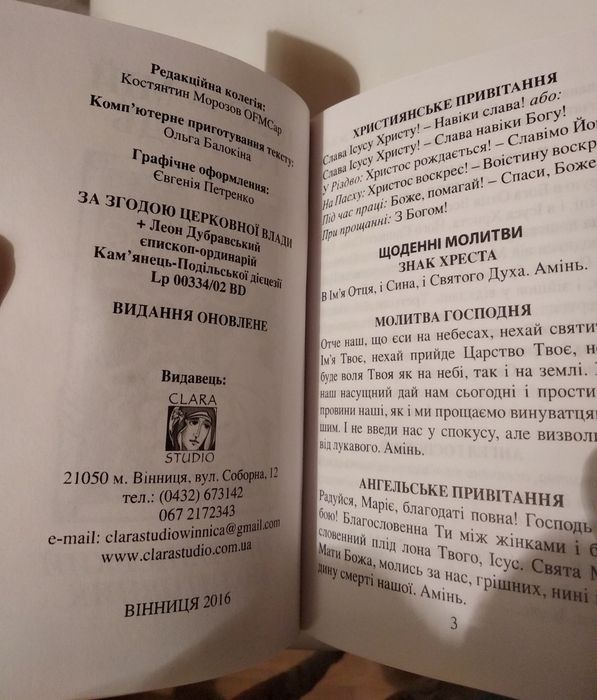 Редакційна колегія:
Костянтин Морозов OFMCap
Комп’ютерне приготування тексту:
Ольга Балокіна
Графічне оформлення:
Євгенія Петренко
ЗА ЗГОДОЮ ЦЕРКОВНОЇ ВЛАДИ
+ Леон Дубравський
єпископ-ординарій
Кам’янець-Подільської дієцезії
Lp 00334/02 BD
ВИДАННЯ ОНОВЛЕНЕ
Видавець:
CLARA
STUDIO
21050 м. Вінниця, вул. Соборна, 12
тел.: (0432) 673142
067 2172343
e-mail: clarastudiowinnica@gmail.com
www.clarastudio.com.ua
ВІННИЦЯ 2016
ХРИСТИЯНСЬКЕ ПРИВІТАННЯ
Слава Ісусу Христу! – Навіки слава! або:
Слава Ісусу Христу! – Слава навіки Богу!
У Різдво: Христос рождається! – Славімо
На Пасху: Христос воскрес! – Воістину
Під час праці: Боже, помагай! – Спаси, Боже
При прощанні: З Богом!
ЩОДЕННІ МОЛИТВИ
ЗНАК ХРЕСТА
В Ім’я Отця, і Сина, і Святого Духа. Амінь.
МОЛИТВА ГОСПОДНЯ
Отче наш, що єси на небесах, нехай святит
Ім’я Твоє, нехай прийде Царство Твоє, н
буде воля Твоя як на небі, так і на землі.
наш насущний дай нам сьогодні і прости
провини наші, як і ми прощаємо винуватця
шим. І не введи нас у спокусу, але визволи
від лукавого. Амінь.
АНГЕЛЬСЬКЕ ПРИВІТАННЯ
Радуйся, Маріє, благодаті повна! Господь
бою! Благословенна Ти між жінками і б
словенний плід лона Твого, Ісус. Свята М
Мати Божа, молись за нас, грішних, нині і
дину смерті нашої. Амінь.
3